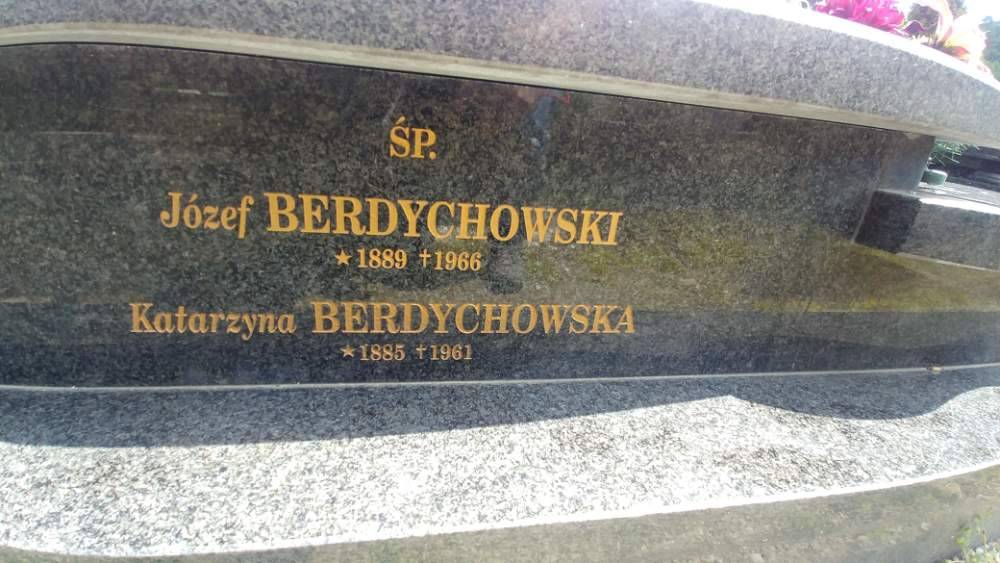 ŚP.
Józef BERDYCHOWSKI
★ 1889 † 1966
Katarzyna BERDYCHOWSKA
★ 1885 † 1961